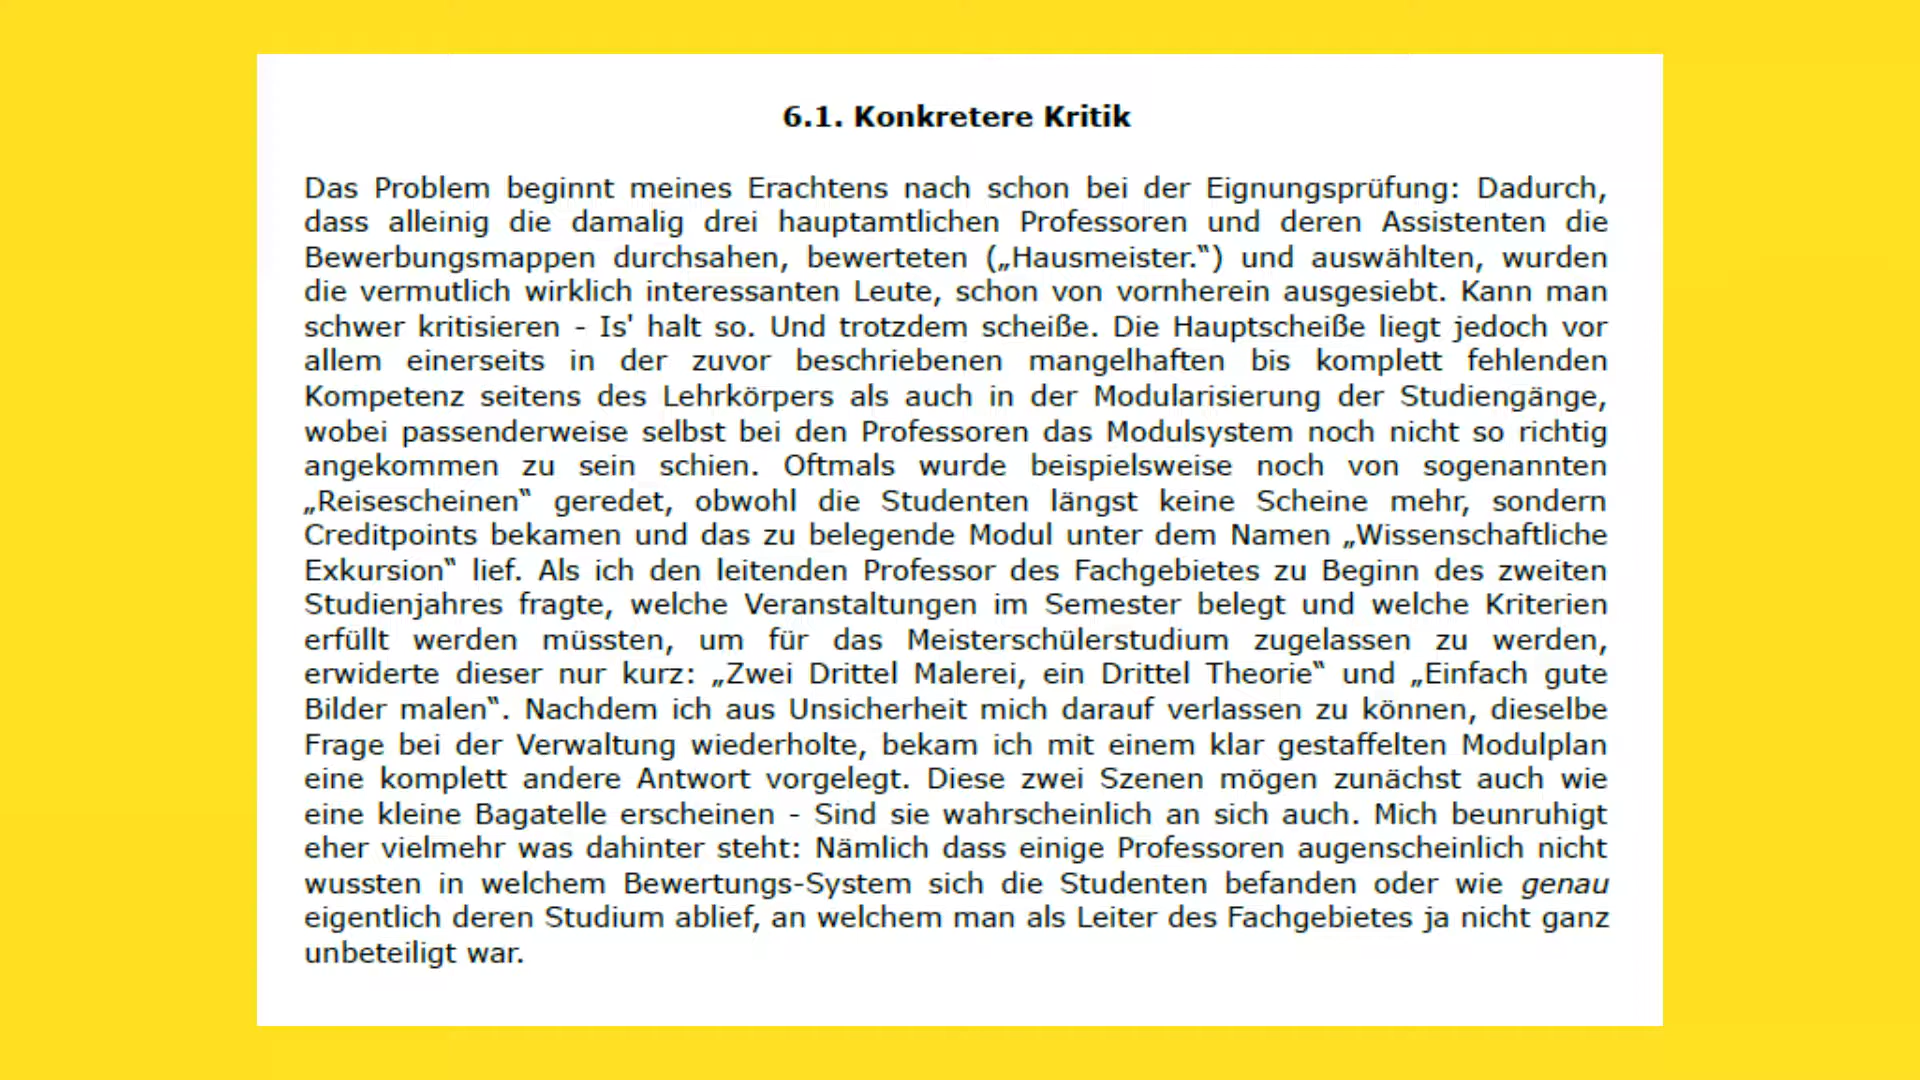 6.1. Konkretere Kritik
Das Problem beginnt meines Erachtens nach schon bei der Eignungsprüfung: Dadurch,
dass alleinig die damalig drei hauptamtlichen Professoren und deren Assistenten die
Bewerbungsmappen durchsahen, bewerteten („Hausmeister.‟) und auswählten, wurden
die vermutlich wirklich interessanten Leute, schon von vornherein ausgesiebt. Kann man
schwer kritisieren - Is' halt so. Und trotzdem scheiße. Die Hauptscheiße liegt jedoch vor
allem einerseits in der zuvor beschriebenen mangelhaften bis komplett fehlenden
Kompetenz seitens des Lehrkörpers als auch in der Modularisierung der Studiengänge,
wobei passenderweise selbst bei den Professoren das Modulsystem noch nicht so richtig
angekommen zu sein schien. Oftmals wurde beispielsweise noch von sogenannten
„Reisescheinen‟ geredet, obwohl die Studenten längst keine Scheine mehr, sondern
Creditpoints bekamen und das zu belegende Modul unter dem Namen „Wissenschaftliche
Exkursion‟ lief. Als ich den leitenden Professor des Fachgebietes zu Beginn des zweiten
Studienjahres fragte, welche Veranstaltungen im Semester belegt und welche Kriterien
erfüllt werden müssten, um für das Meisterschülerstudium zugelassen zu werden,
erwiderte dieser nur kurz: „Zwei Drittel Malerei, ein Drittel Theorie‟ und „Einfach gute
Bilder malen‟. Nachdem ich aus Unsicherheit mich darauf verlassen zu können, dieselbe
Frage bei der Verwaltung wiederholte, bekam ich mit einem klar gestaffelten Modulplan
eine komplett andere Antwort vorgelegt. Diese zwei Szenen mögen zunächst auch wie
eine kleine Bagatelle erscheinen - Sind sie wahrscheinlich an sich auch. Mich beunruhigt
eher vielmehr was dahinter steht: Nämlich dass einige Professoren augenscheinlich nicht
wussten in welchem Bewertungs-System sich die Studenten befanden oder wie genau
eigentlich deren Studium ablief, an welchem man als Leiter des Fachgebietes ja nicht ganz
unbeteiligt war.